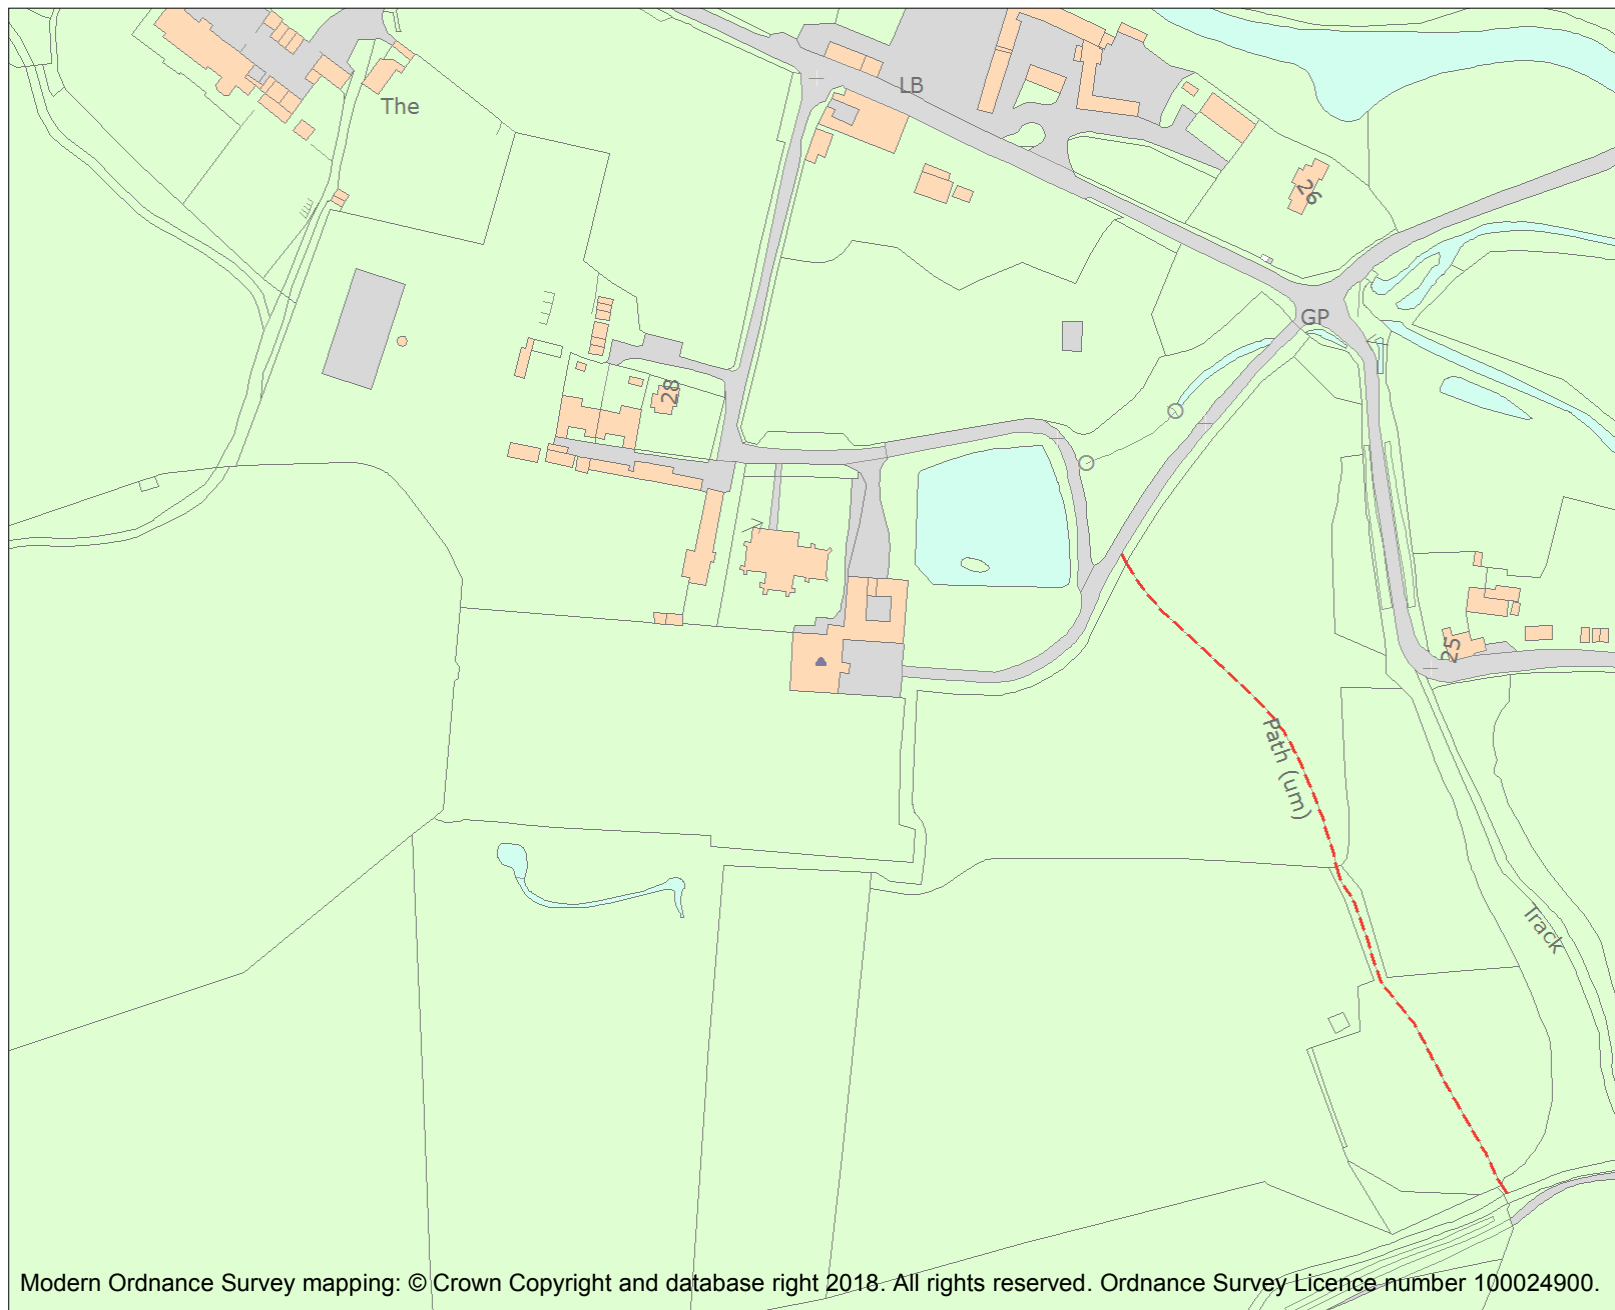 The
LB
26
GP
28
25
Path (um)
Track
Modern Ordnance Survey mapping: © Crown Copyright and database right 2018. All rights reserved. Ordnance Survey Licence number 100024900.